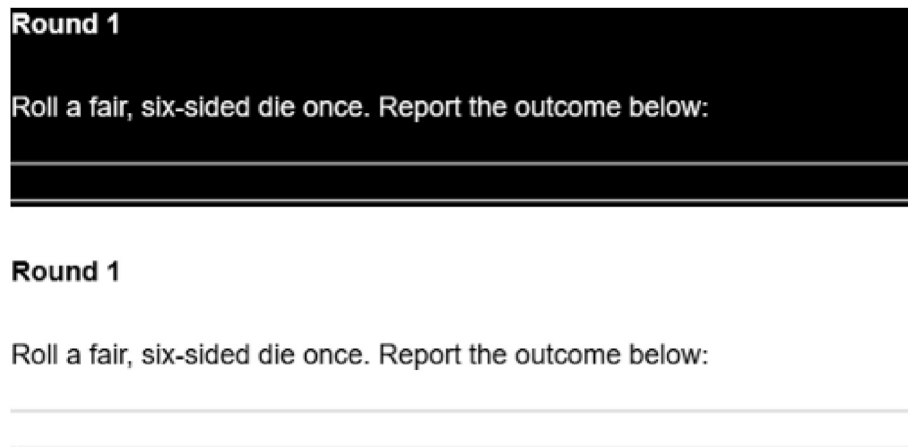 Round 1
Roll a fair, six-sided die once. Report the outcome below:
Round 1
Roll a fair, six-sided die once. Report the outcome below: